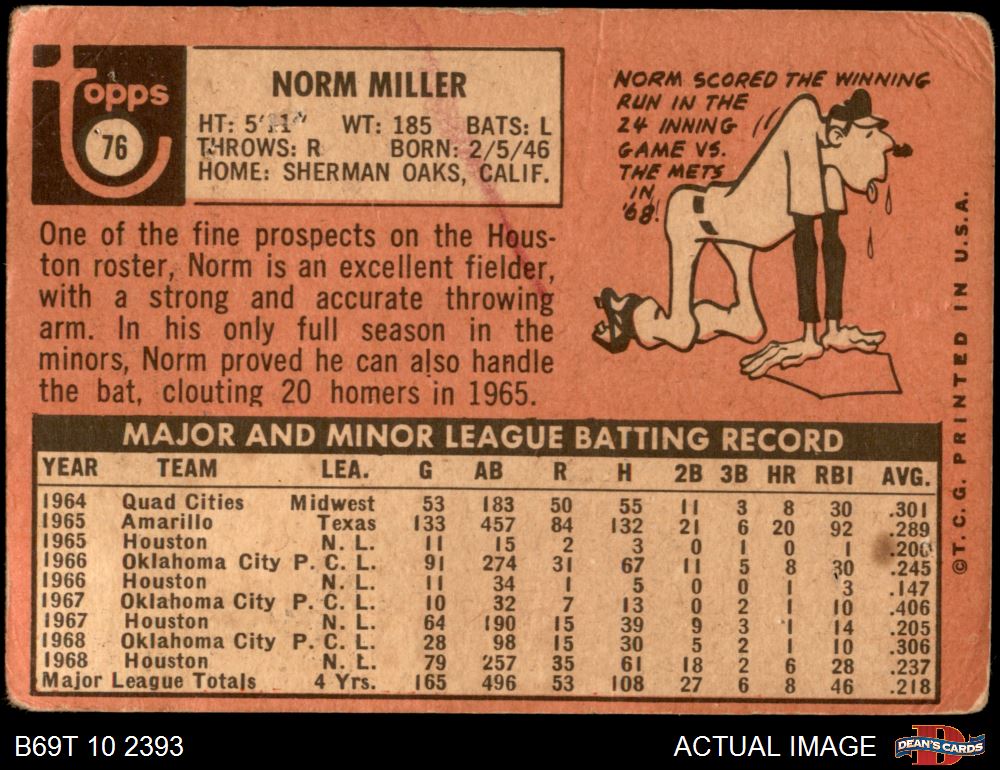 Topps
76
NORM MILLER
HT: 5'11" WT: 185 BATS: L
THROWS: R BORN: 2/5/46
HOME: SHERMAN OAKS, CALIF.
One of the fine prospects on the Hous-
ton roster, Norm is an excellent fielder,
with a strong and accurate throwing
arm. In his only full season in the
minors, Norm proved he can also handle
the bat, clouting 20 homers in 1965.
NORM SCORED THE WINNING
RUN IN THE
24 INNING
GAME VS.
THE METS
IN
'68!
MAJOR AND MINOR LEAGUE BATTING RECORD
YEAR TEAM LEA. G AB R H 2B 3B HR RBI AVG.
1964 Quad Cities Midwest 53 183 50 55 11 3 8 30 .301
1965 Amarillo Texas 133 457 84 132 21 6 20 92 .289
1965 Houston N. L. 11 15 2 3 0 1 0 1 .200
1966 Oklahoma City P. C. L. 91 274 31 67 11 5 8 30 .245
1966 Houston N. L. 11 34 1 5 0 0 1 3 .147
1967 Oklahoma City P. C. L. 10 32 7 13 0 2 1 10 .406
1967 Houston N. L. 64 190 15 39 9 3 1 14 .205
1968 Oklahoma City P. C. L. 28 98 15 30 5 2 1 10 .306
1968 Houston N. L. 79 257 35 61 18 2 6 28 .237
Major League Totals 4 Yrs. 165 496 53 108 27 6 8 46 .218
©T. C. G. PRINTED IN U.S.A.
B69T 10 2393
ACTUAL IMAGE
D
DEAN'S CARDS